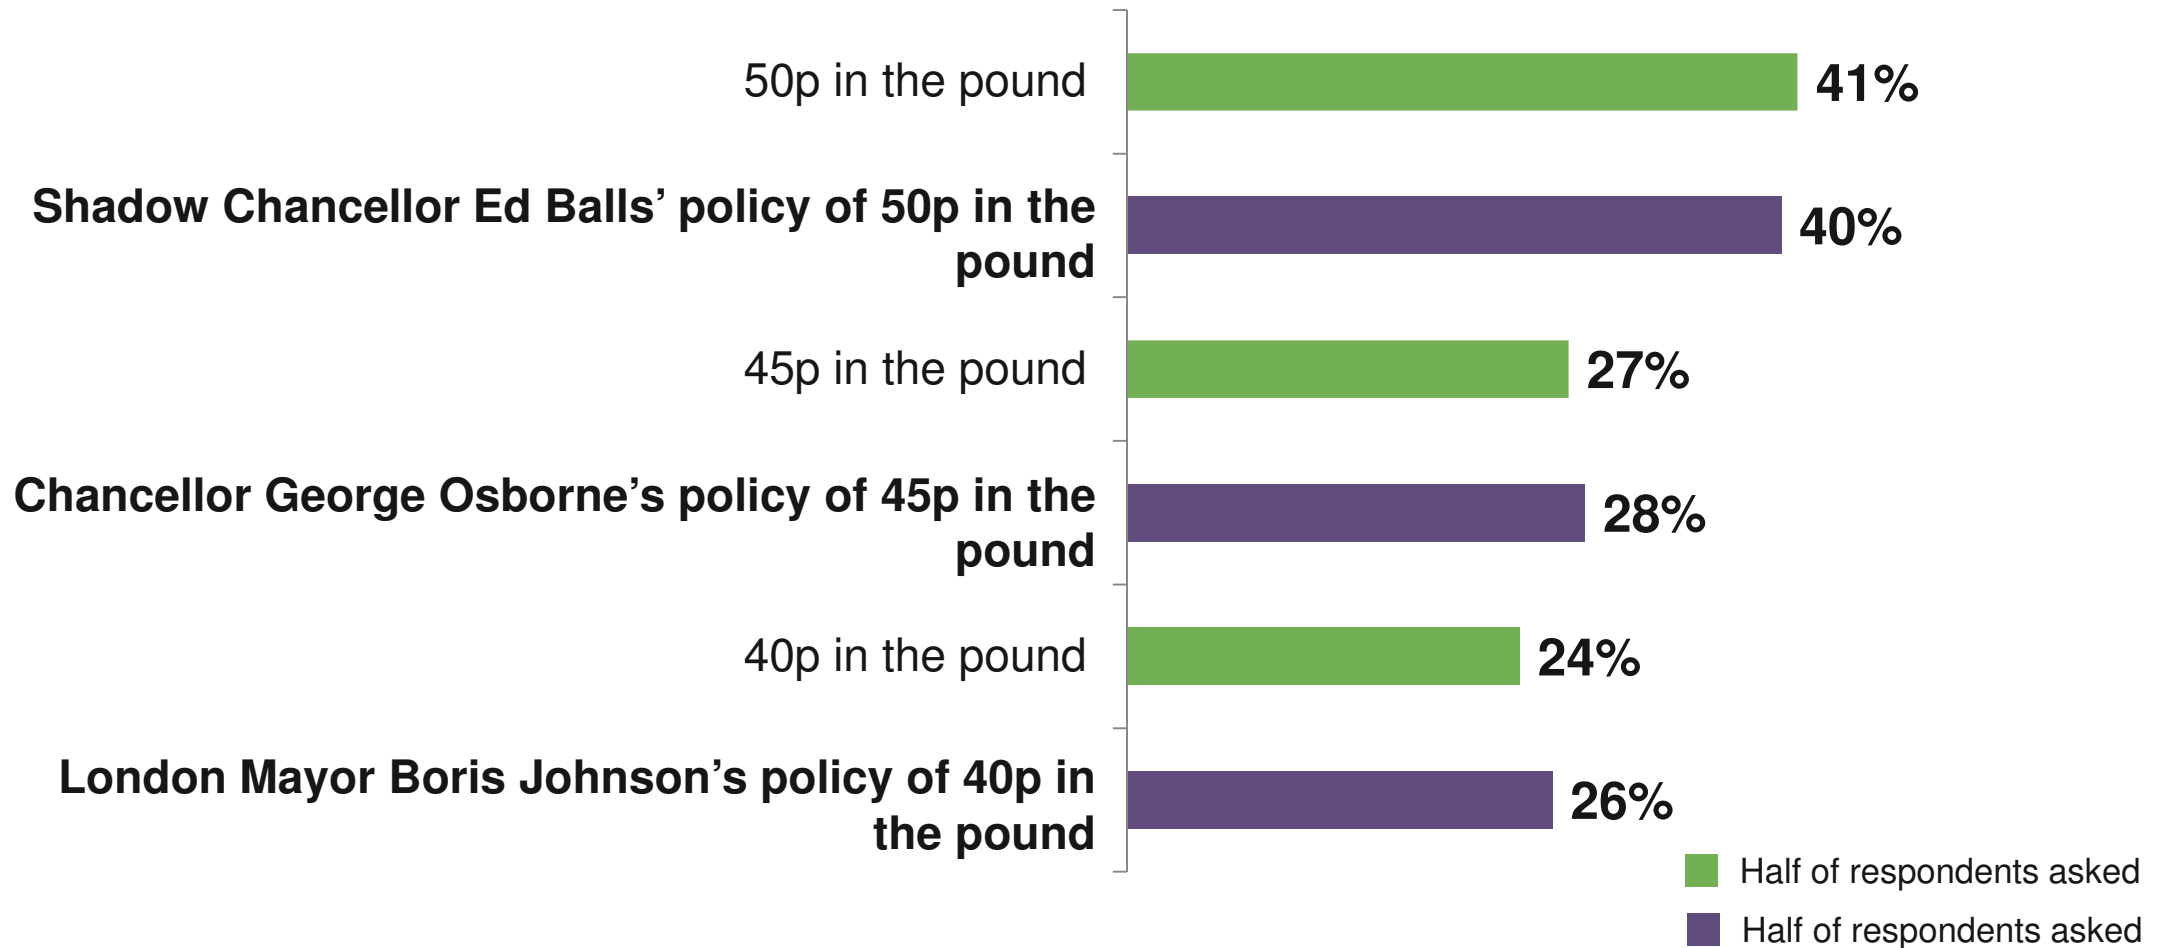 50p in the pound
41%
Shadow Chancellor Ed Balls’ policy of 50p in the
pound
40%
45p in the pound
27%
Chancellor George Osborne’s policy of 45p in the
pound
28%
40p in the pound
24%
London Mayor Boris Johnson’s policy of 40p in
the pound
26%
Half of respondents asked
Half of respondents asked